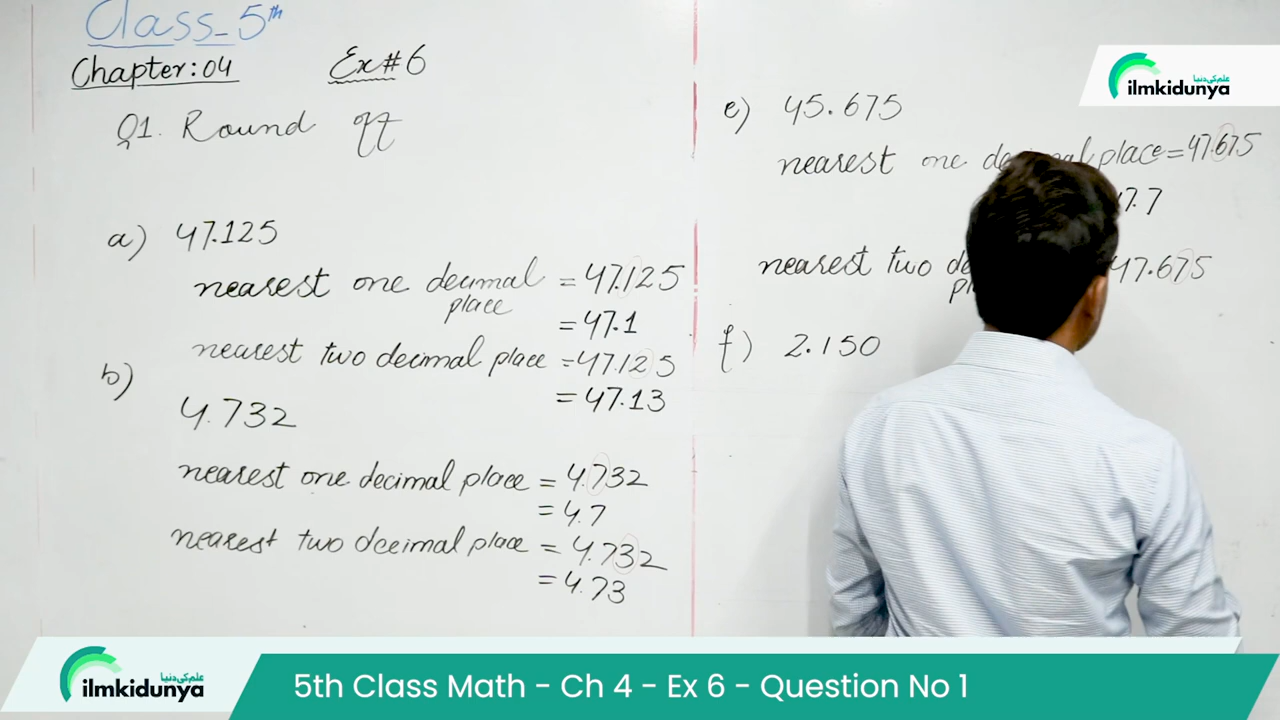 Class_5th
Chapter:04 Ex#6
Q1. Round off
a) 47.125
nearest one decimal place = 47.125
= 47.1
nearest two decimal place = 47.125
= 47.13
b) 4.732
nearest one decimal place = 4.732
= 4.7
nearest two decimal place = 4.732
= 4.73
e) 45.675
nearest one place = 47.675
47.7
nearest two 47.675
f) 2.150
علم کی دنیا
ilmkidunya
علم کی دنیا
ilmkidunya
5th Class Math - Ch 4 - Ex 6 - Question No 1